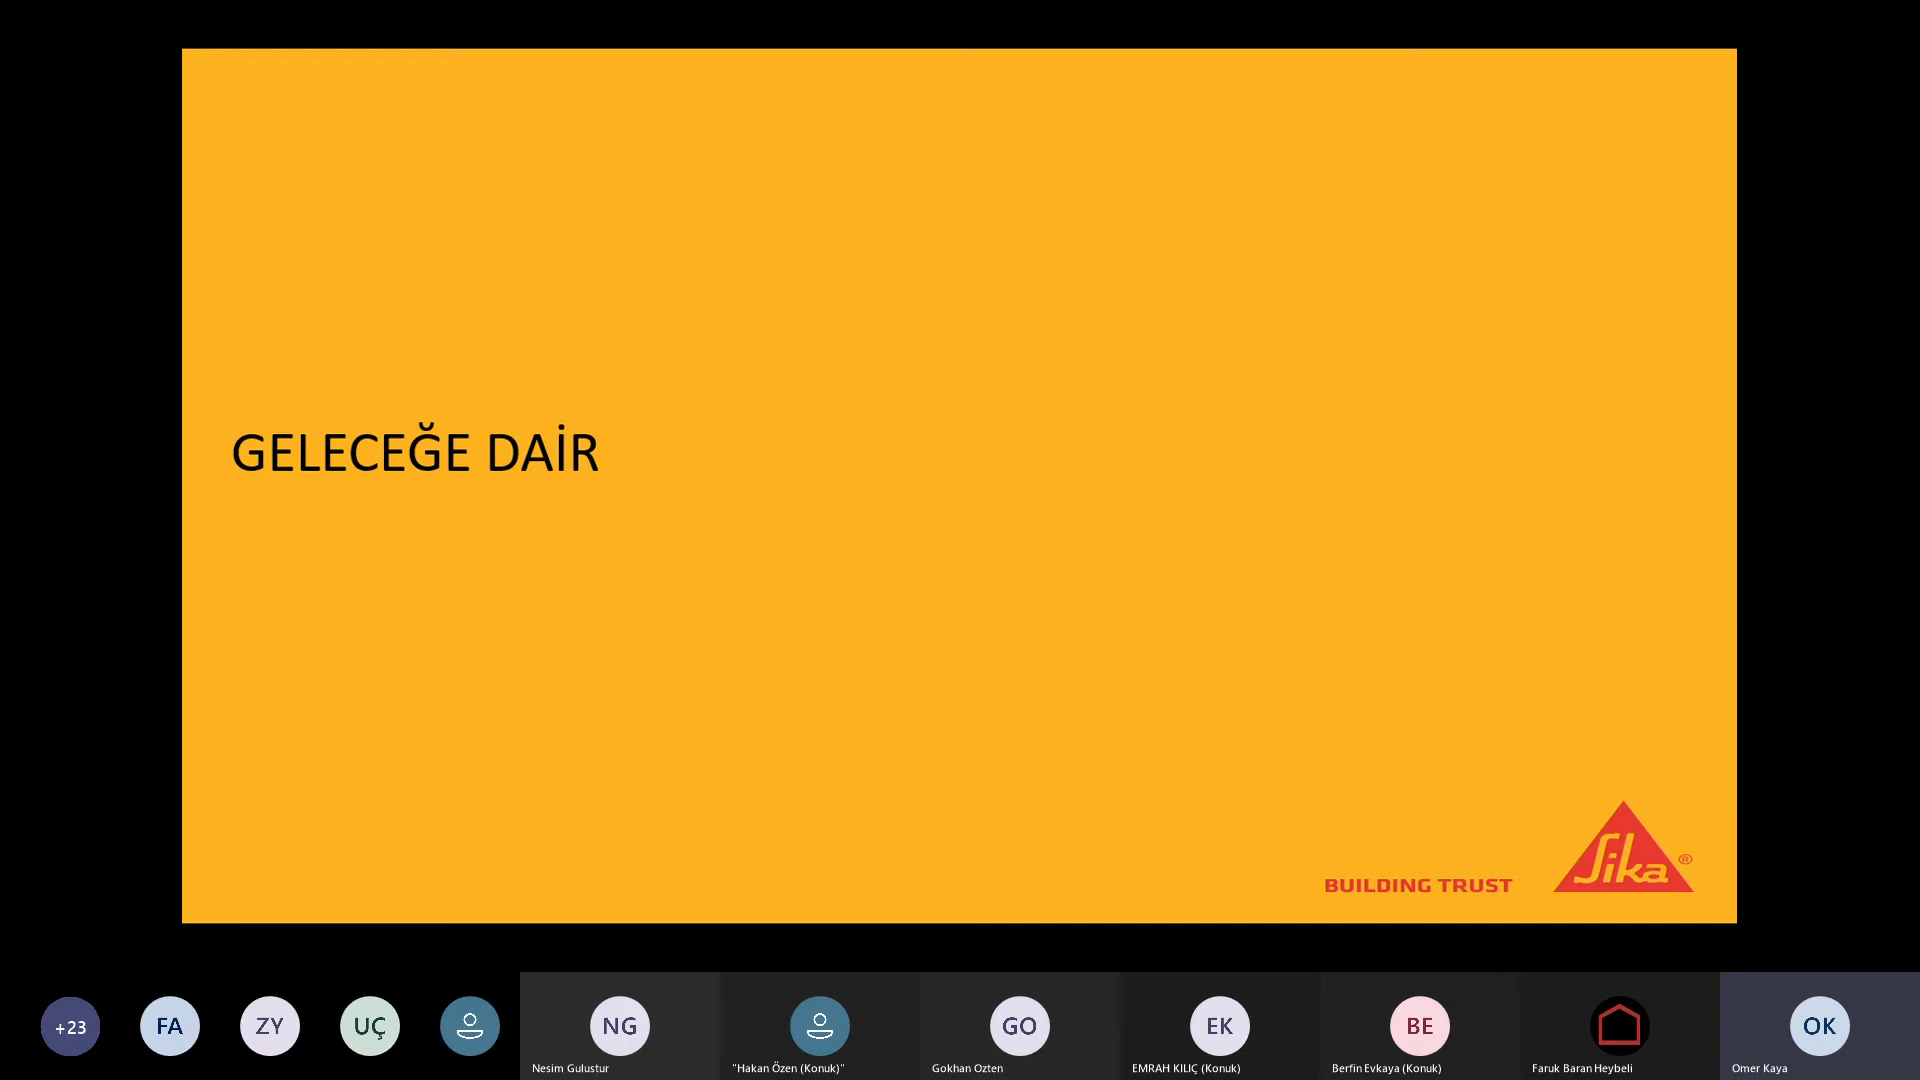 GELECEĞE DAİR
BUILDING TRUST
Sika®
+23
FA
ZY
UÇ
NG
GO
EK
BE
OK
Nesim Gulustur
"Hakan Özen (Konuk)"
Gokhan Ozten
EMRAH KILIÇ (Konuk)
Berfin Evkaya (Konuk)
Faruk Baran Heybeli
Omer Kaya